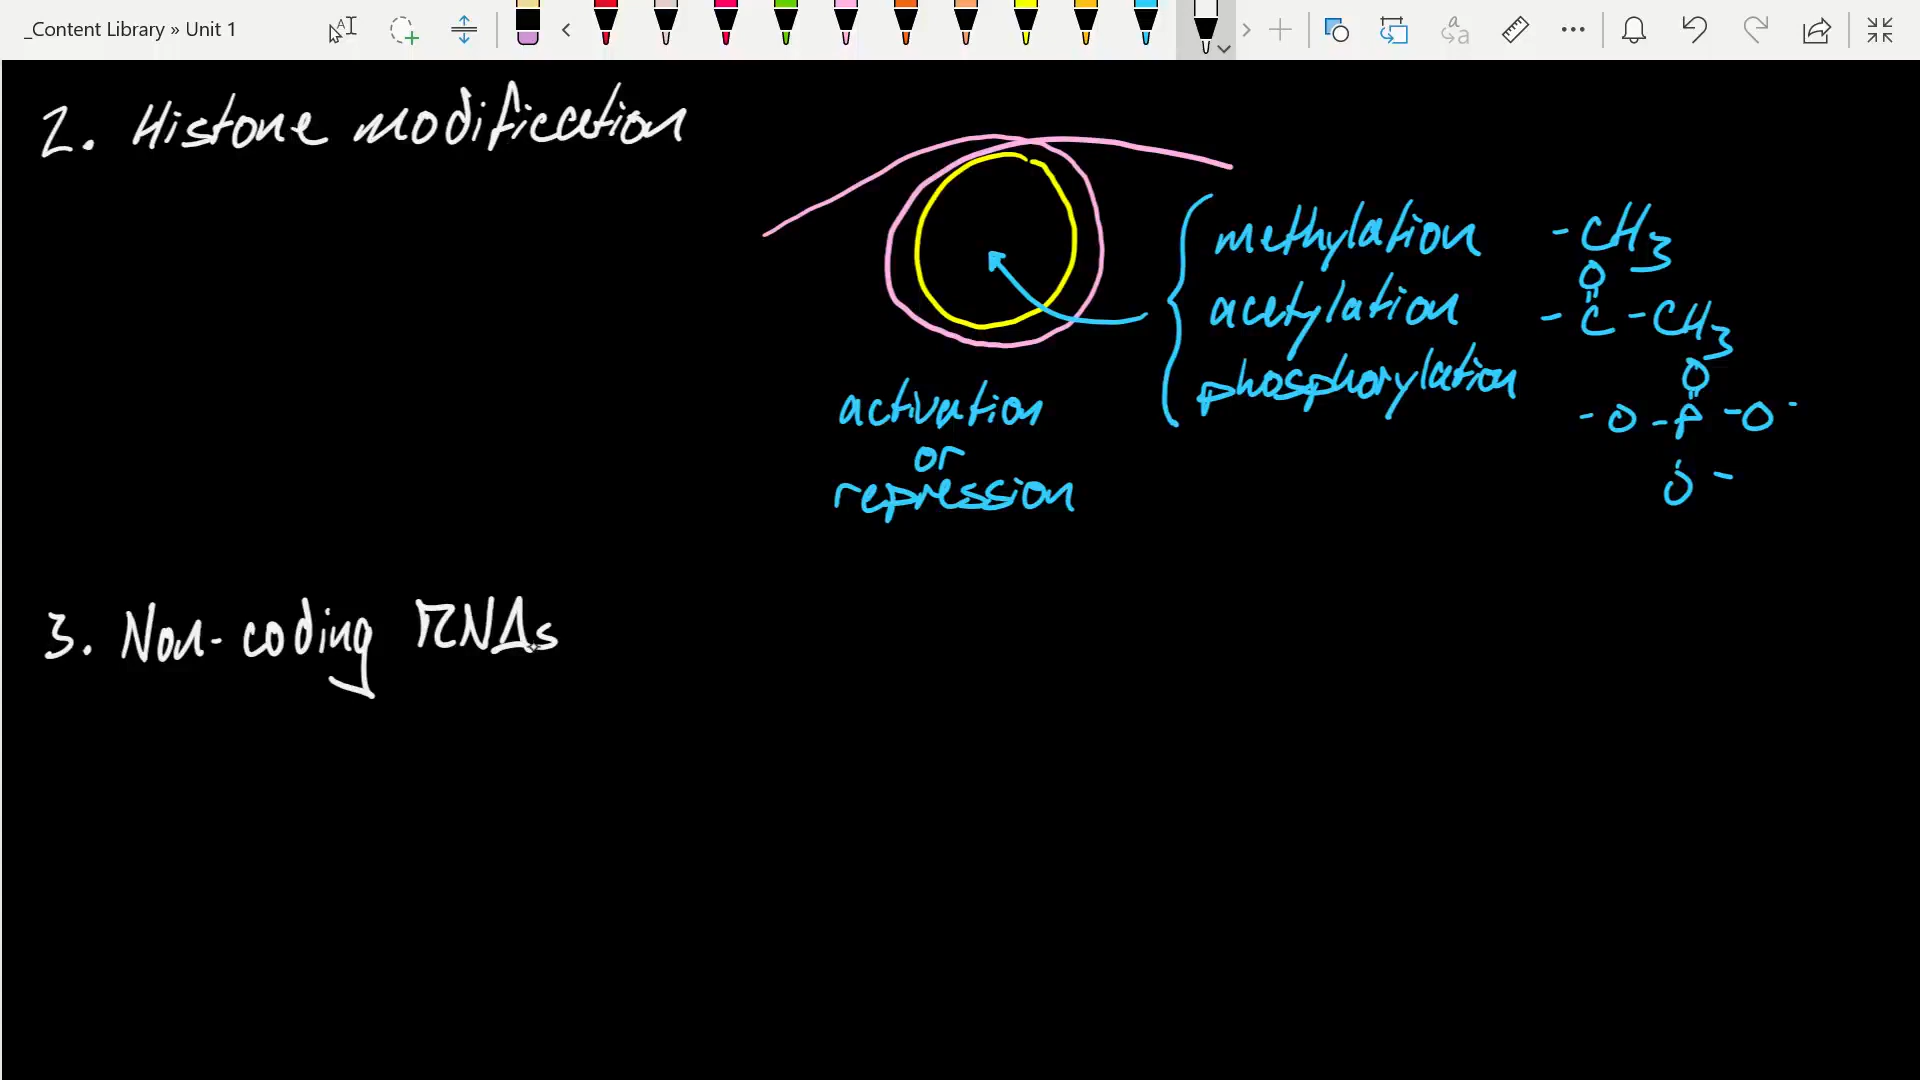 _Content Library » Unit 1
2. Histone modification
methylation -CH3
O
acetylation - C - CH3
phosphorylation
O
- O - P - O -
O -
activation
or
repression
3. Non-coding RNAs